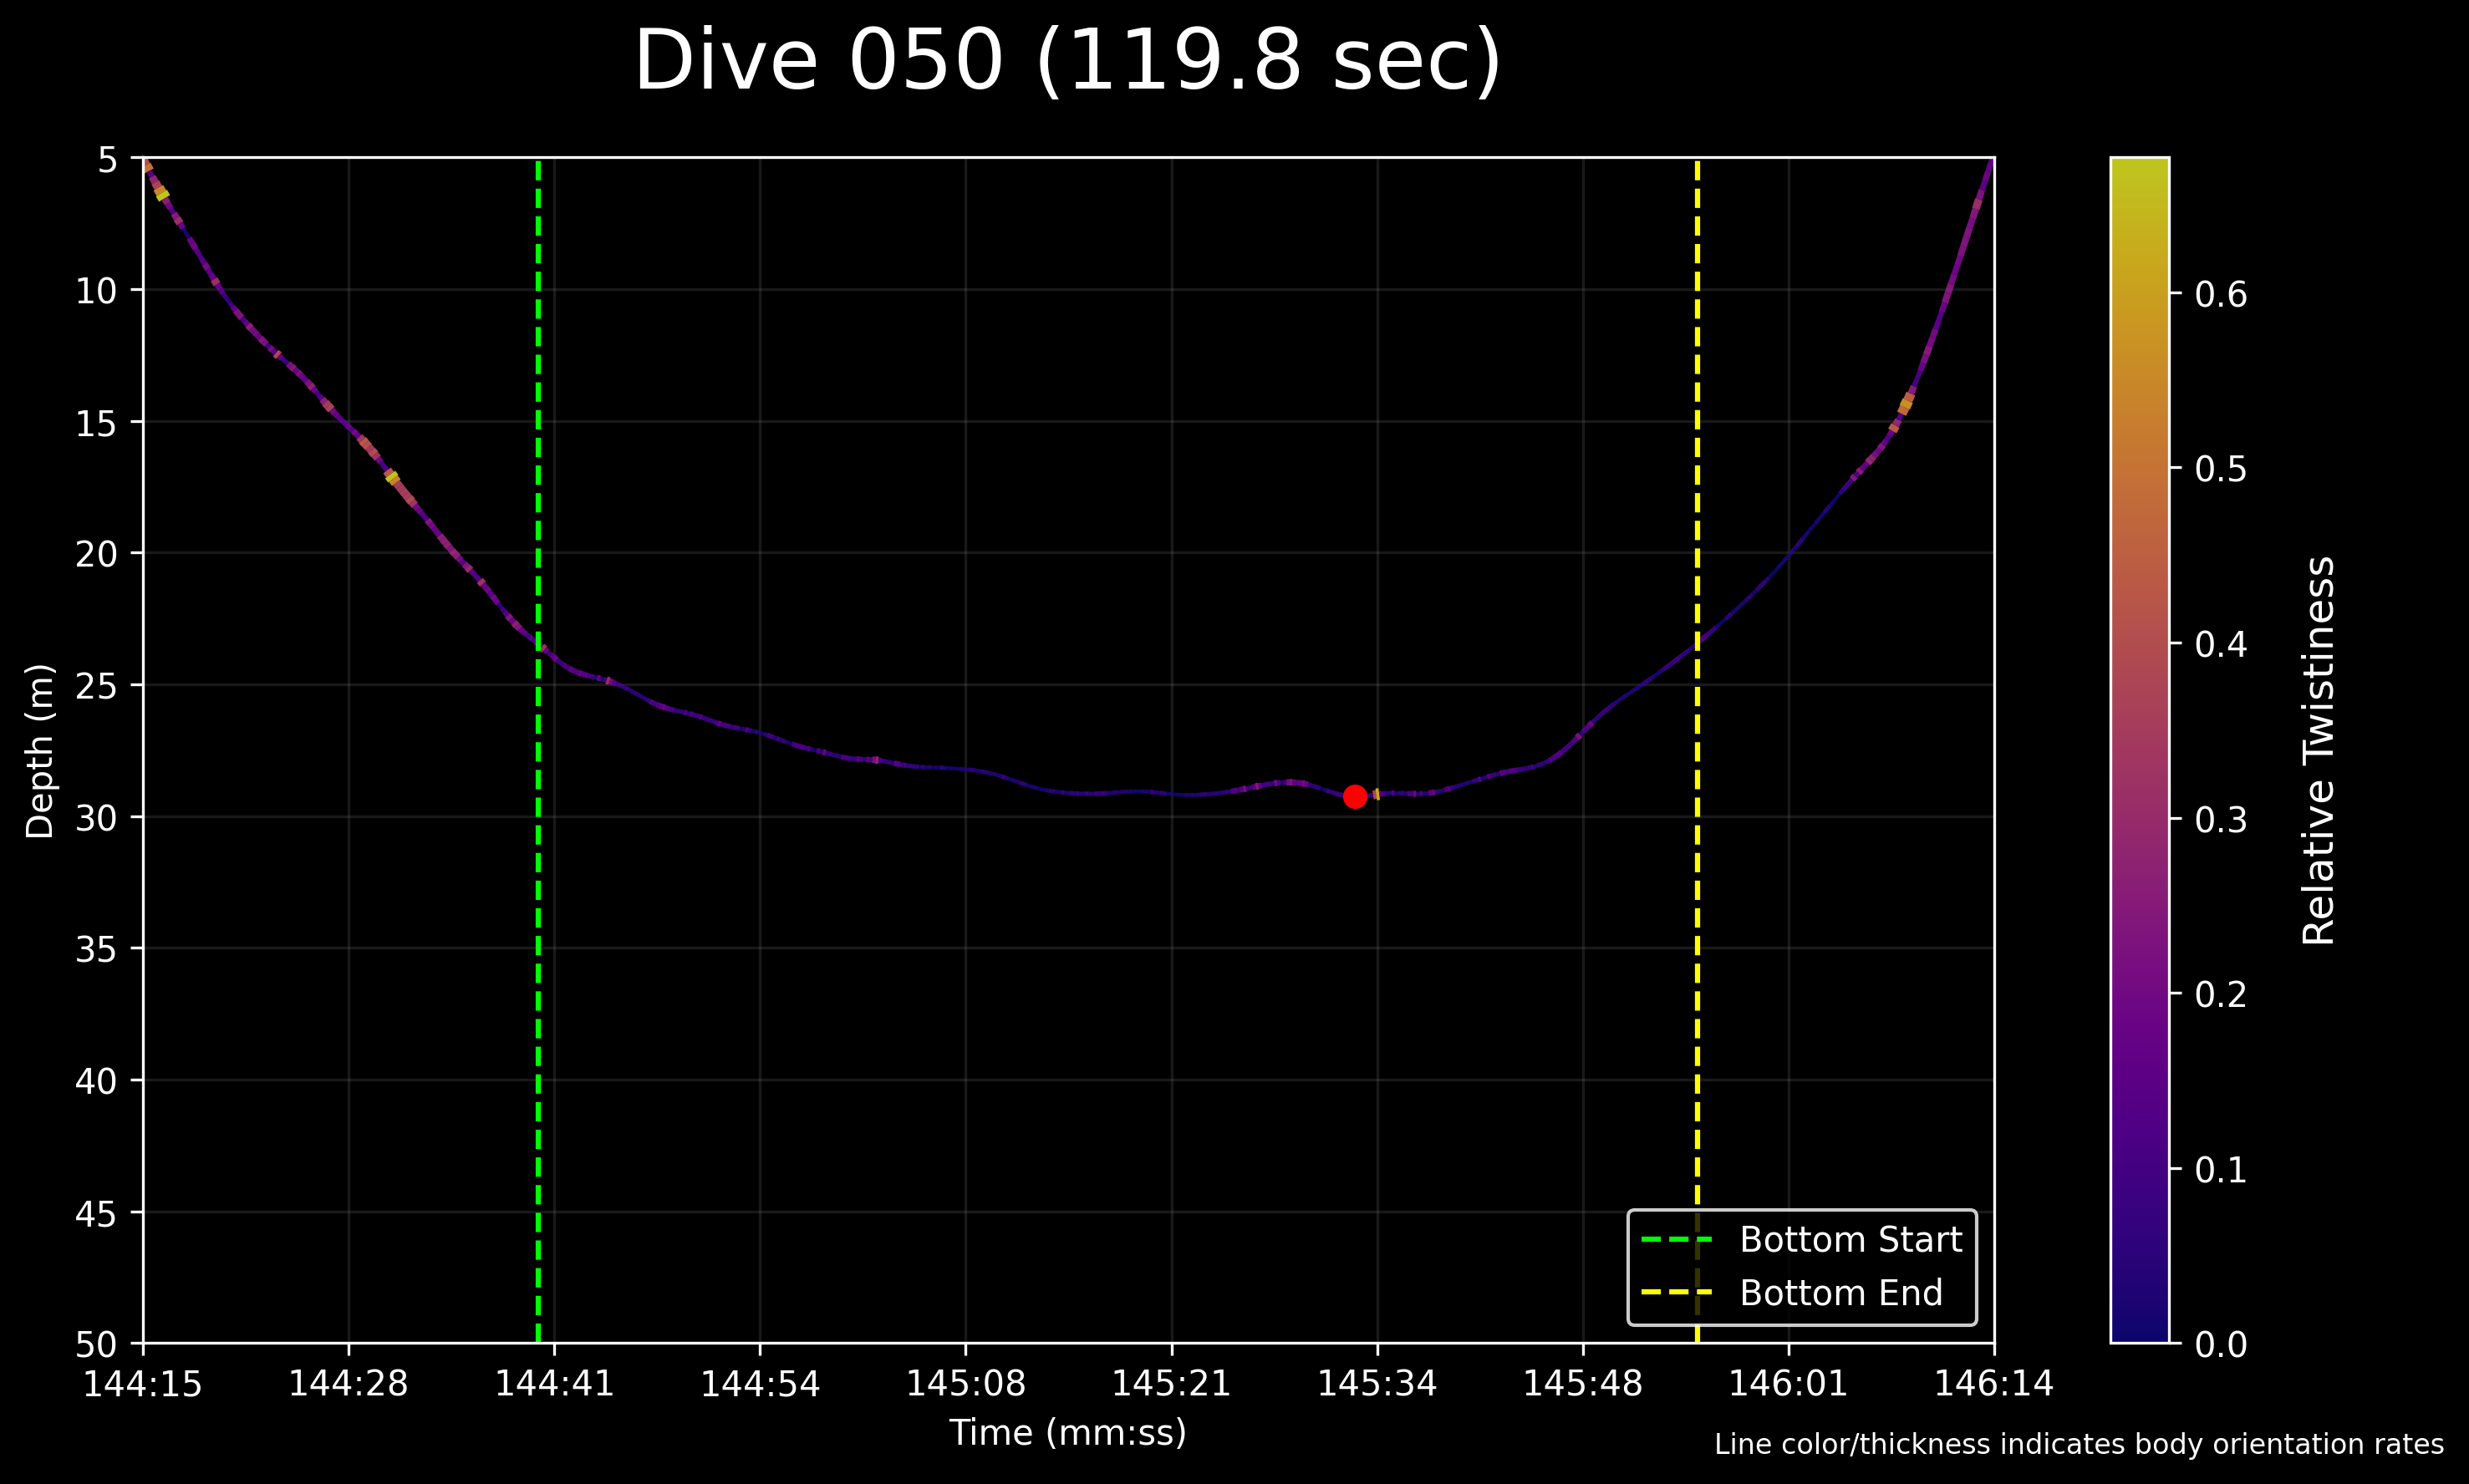 Dive 050 (119.8 sec)
5
10
15
20
25
30
35
40
45
50
Depth (m)
144:15 144:28 144:41 144:54 145:08 145:21 145:34 145:48 146:01 146:14
Time (mm:ss)
Bottom Start
Bottom End
0.6
0.5
0.4
0.3
0.2
0.1
0.0
Relative Twistiness
Line color/thickness indicates body orientation rates